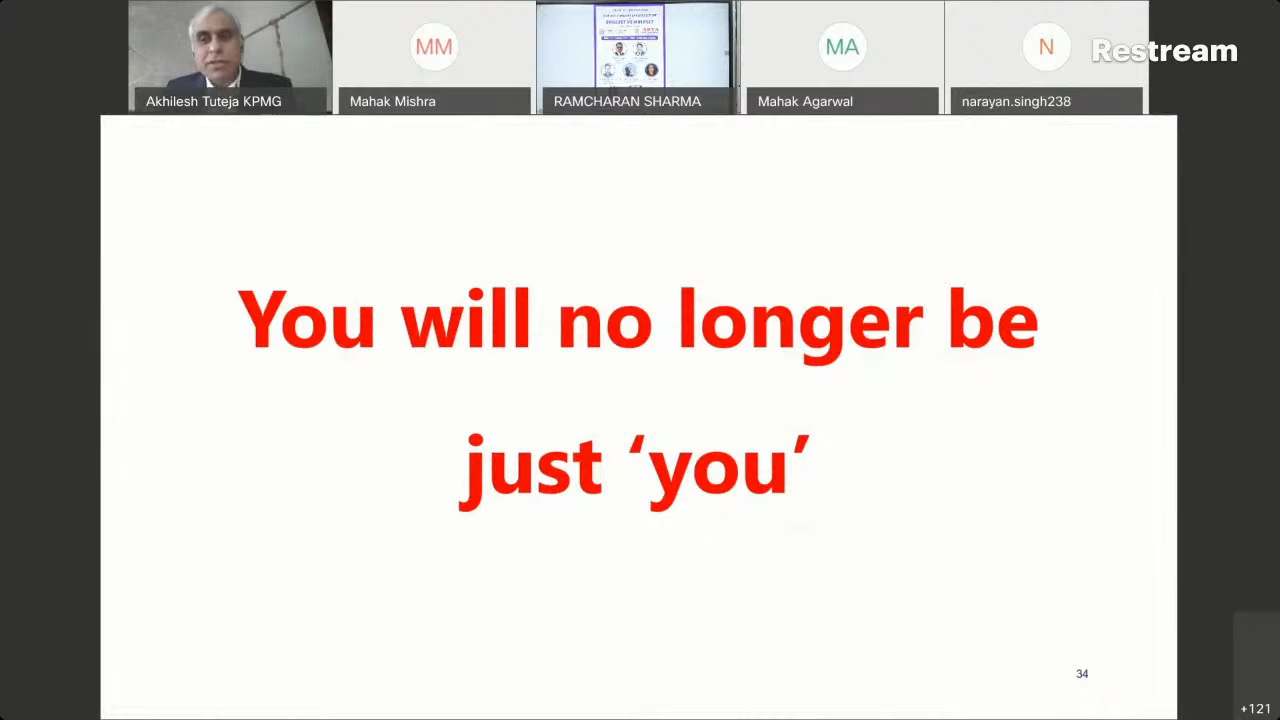 MM
MA
N
Restream
Akhilesh Tuteja KPMG
Mahak Mishra
RAMCHARAN SHARMA
Mahak Agarwal
narayan.singh238
You will no longer be
just ‘you’
34
+121